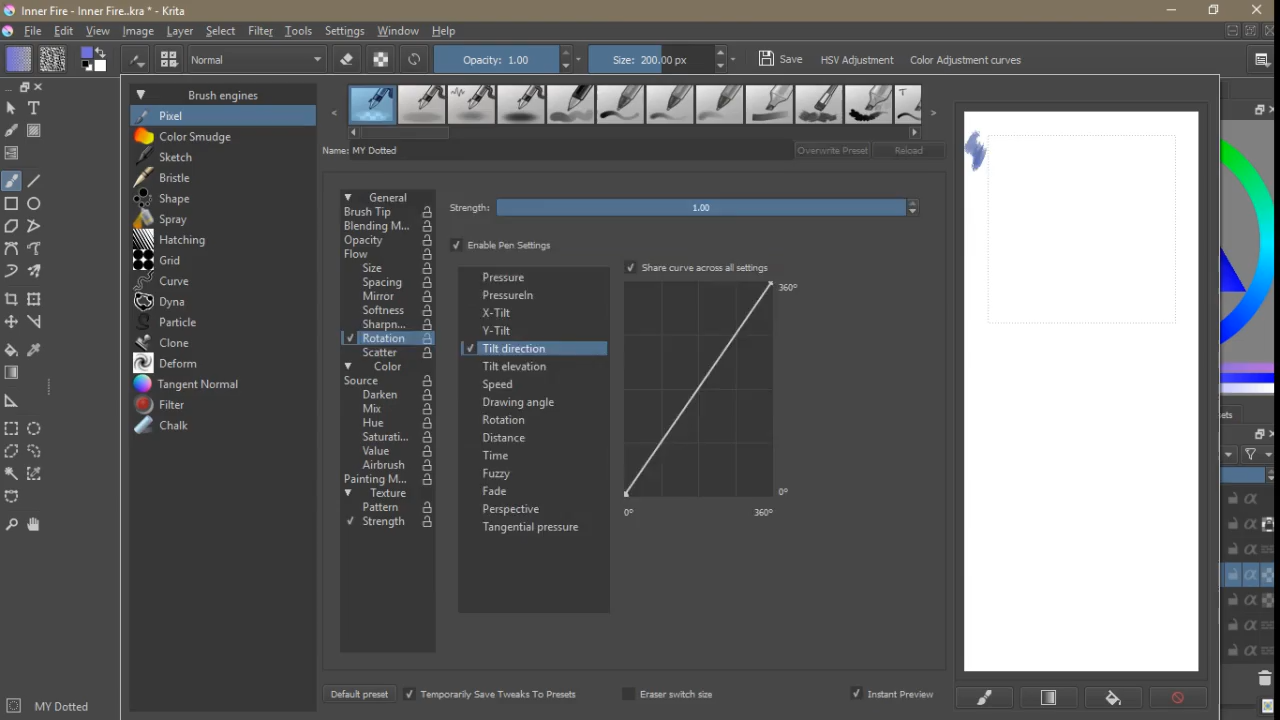 Inner Fire - Inner Fire..kra * - Krita
File Edit View Image Layer Select Filter Tools Settings Window Help
Normal Opacity: 1.00 Size: 200.00 px Save HSV Adjustment Color Adjustment curves
Brush engines
Pixel
Color Smudge
Sketch
Bristle
Shape
Spray
Hatching
Grid
Curve
Dyna
Particle
Clone
Deform
Tangent Normal
Filter
Chalk
< >
Name: MY Dotted Overwrite Preset Reload
General
Brush Tip
Blending M...
Opacity
Flow
Size
Spacing
Mirror
Softness
Sharpn...
Rotation
Scatter
Color
Source
Darken
Mix
Hue
Saturati...
Value
Airbrush
Painting M...
Texture
Pattern
Strength
Strength: 1.00
Enable Pen Settings
Pressure
PressureIn
X-Tilt
Y-Tilt
Tilt direction
Tilt elevation
Speed
Drawing angle
Rotation
Distance
Time
Fuzzy
Fade
Perspective
Tangential pressure
Share curve across all settings
360°
0°
0° 360°
Default preset Temporarily Save Tweaks To Presets Eraser switch size Instant Preview
MY Dotted